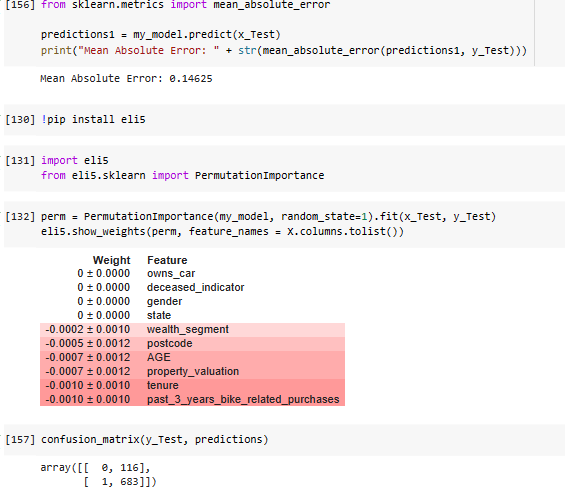 [156] from sklearn.metrics import mean_absolute_error
predictions1 = my_model.predict(x_Test)
print("Mean Absolute Error: " + str(mean_absolute_error(predictions1, y_Test)))
Mean Absolute Error: 0.14625
[130] !pip install eli5
[131] import eli5
from eli5.sklearn import PermutationImportance
[132] perm = PermutationImportance(my_model, random_state=1).fit(x_Test, y_Test)
eli5.show_weights(perm, feature_names = X.columns.tolist())
Weight Feature
0 ± 0.0000 owns_car
0 ± 0.0000 deceased_indicator
0 ± 0.0000 gender
0 ± 0.0000 state
-0.0002 ± 0.0010 wealth_segment
-0.0005 ± 0.0012 postcode
-0.0007 ± 0.0012 AGE
-0.0007 ± 0.0012 property_valuation
-0.0010 ± 0.0010 tenure
-0.0010 ± 0.0010 past_3_years_bike_related_purchases
[157] confusion_matrix(y_Test, predictions)
array([[ 0, 116],
[ 1, 683]])